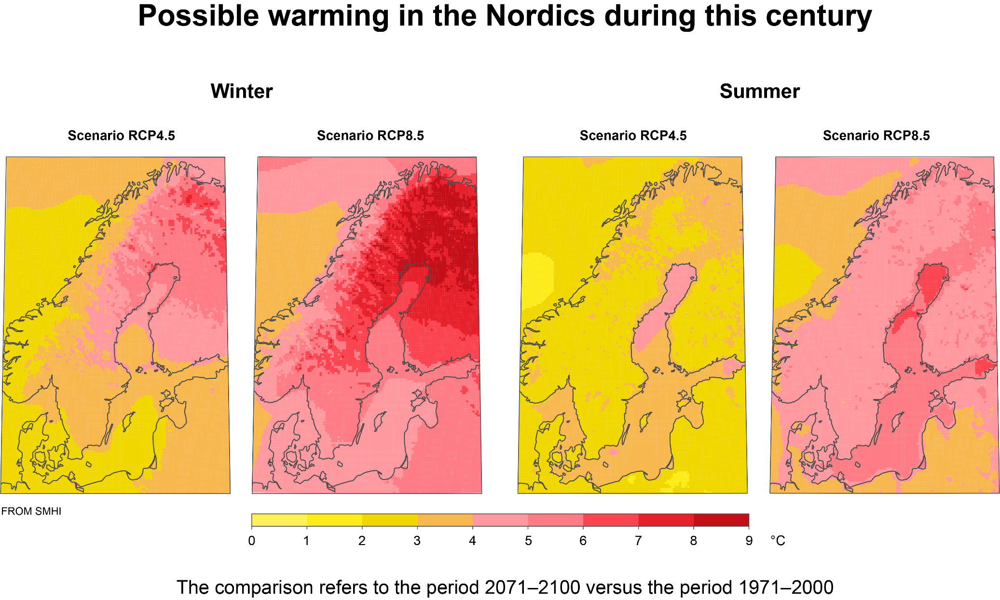 Possible warming in the Nordics during this century
Winter
Summer
Scenario RCP4.5
Scenario RCP8.5
Scenario RCP4.5
Scenario RCP8.5
FROM SMHI
0 1 2 3 4 5 6 7 8 9 °C
The comparison refers to the period 2071–2100 versus the period 1971–2000